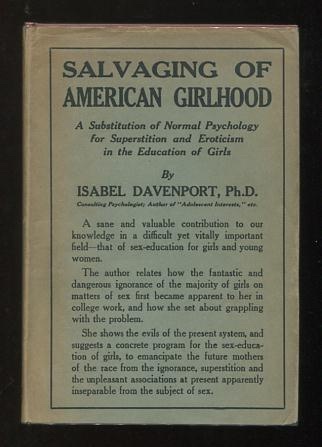 SALVAGING OF
AMERICAN GIRLHOOD
A Substitution of Normal Psychology
for Superstition and Eroticism
in the Education of Girls
By
ISABEL DAVENPORT, Ph.D.
Consulting Psychologist; Author of "Adolescent Interests," etc.
A sane and valuable contribution to our
knowledge in a difficult yet vitally important
field—that of sex-education for girls and young
women.
The author relates how the fantastic and
dangerous ignorance of the majority of girls on
matters of sex first became apparent to her in
college work, and how she set about grappling
with the problem.
She shows the evils of the present system, and
suggests a concrete program for the sex-educa-
tion of girls, to emancipate the future mothers
of the race from the ignorance, superstition and
the unpleasant associations at present apparently
inseparable from the subject of sex.